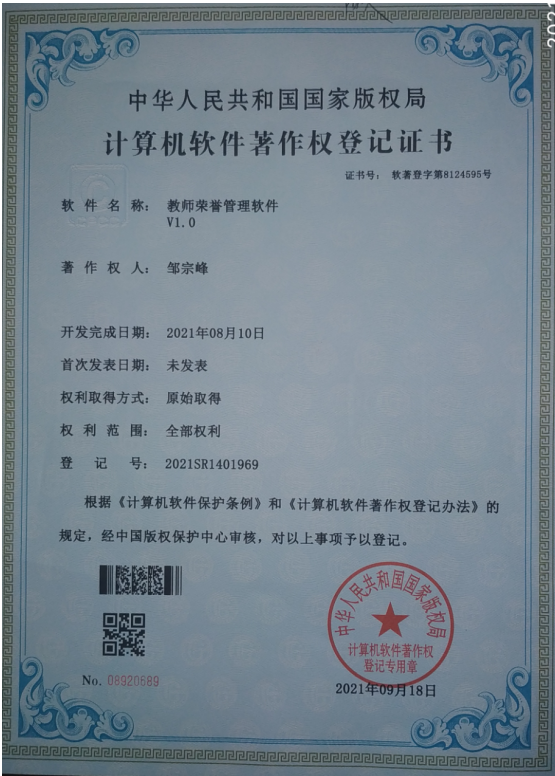 中华人民共和国国家版权局
计算机软件著作权登记证书
证书号： 软著登字第8124595号
软件名称： 教师荣誉管理软件
V1.0
著作权人： 邹宗峰
开发完成日期： 2021年08月10日
首次发表日期： 未发表
权利取得方式： 原始取得
权利范围： 全部权利
登记号： 2021SR1401969
根据《计算机软件保护条例》和《计算机软件著作权登记办法》的
规定，经中国版权保护中心审核，对以上事项予以登记。
中华人民共和国国家版权局
计算机软件著作权
登记专用章
No. 08920689
2021年09月18日